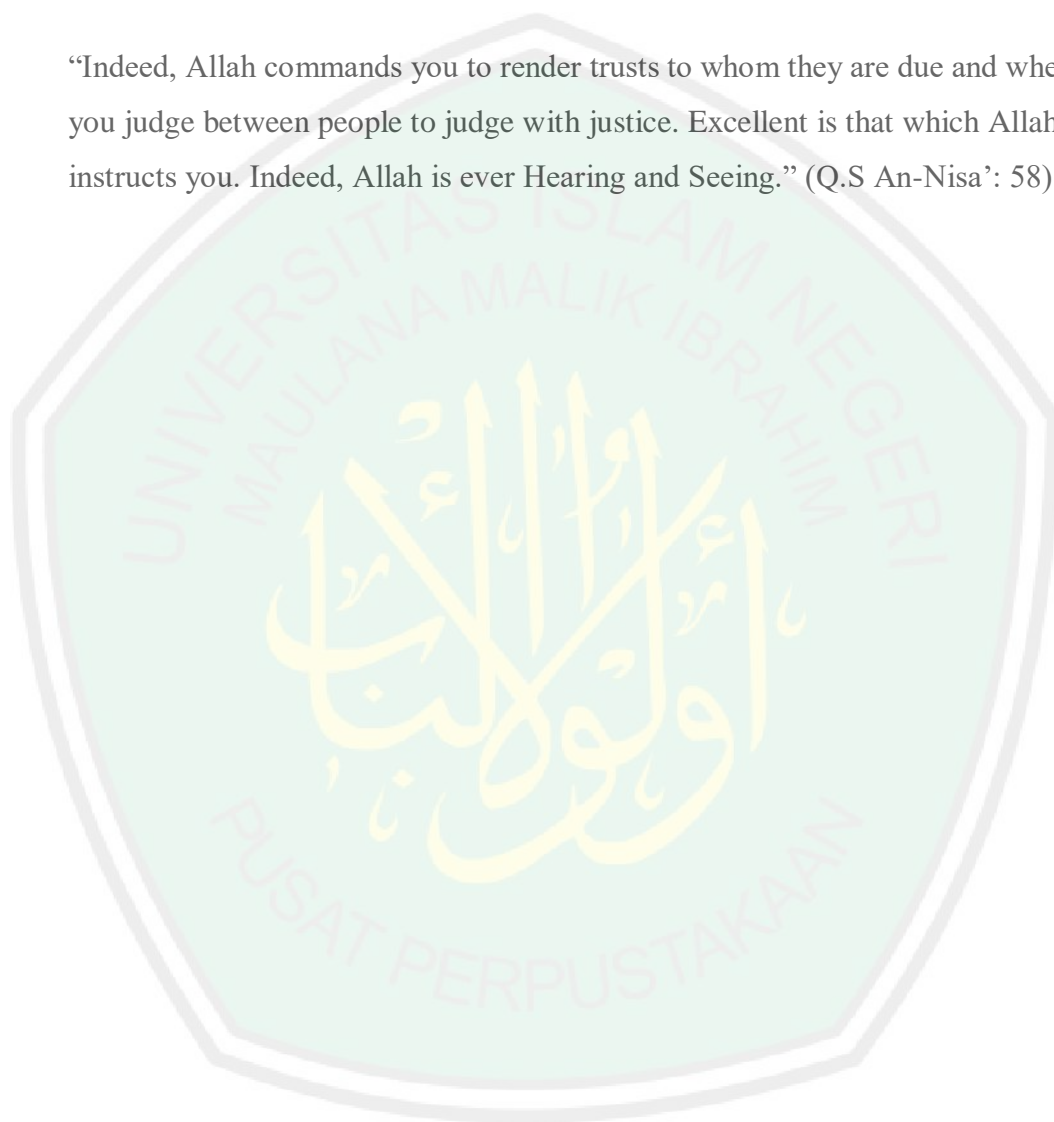 “Indeed, Allah commands you to render trusts to whom they are due and whe
you judge between people to judge with justice. Excellent is that which Allah
instructs you. Indeed, Allah is ever Hearing and Seeing.” (Q.S An-Nisa’: 58)
UNIVERSITAS ISLAM NEGERI
MAULANA MALIK IBRAHIM
أولوا الألباب
PUSAT PERPUSTAKAAN